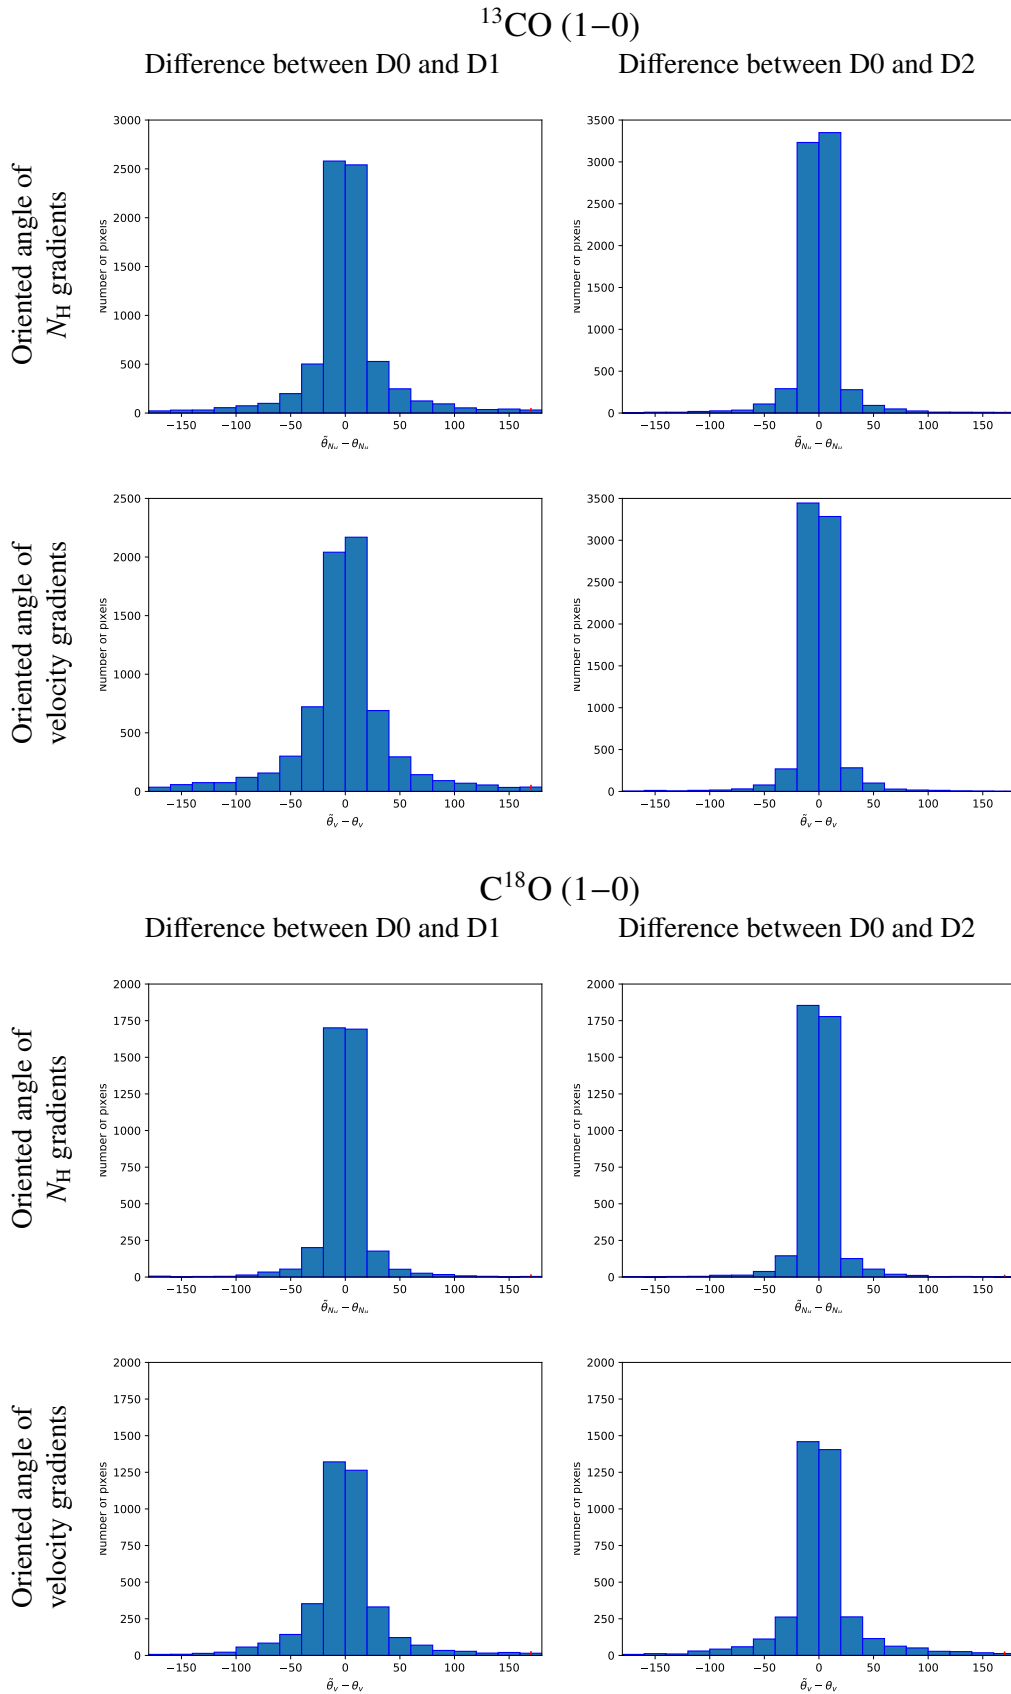 ¹³CO (1−0)
Difference between D0 and D1
Difference between D0 and D2
Oriented angle of
N_H gradients
3000
2500
2000
1500
1000
500
0
Number of pixels
−150 −100 −50 0 50 100 150
θ̃_{N_H} − θ_{N_H}
3500
3000
2500
2000
1500
1000
500
0
Number of pixels
−150 −100 −50 0 50 100 150
θ̃_{N_H} − θ_{N_H}
Oriented angle of
velocity gradients
2500
2000
1500
1000
500
0
Number of pixels
−150 −100 −50 0 50 100 150
θ̃_v − θ_v
3500
3000
2500
2000
1500
1000
500
0
Number of pixels
−150 −100 −50 0 50 100 150
θ̃_v − θ_v
C¹⁸O (1−0)
Difference between D0 and D1
Difference between D0 and D2
Oriented angle of
N_H gradients
2000
1750
1500
1250
1000
750
500
250
0
Number of pixels
−150 −100 −50 0 50 100 150
θ̃_{N_H} − θ_{N_H}
2000
1750
1500
1250
1000
750
500
250
0
Number of pixels
−150 −100 −50 0 50 100 150
θ̃_{N_H} − θ_{N_H}
Oriented angle of
velocity gradients
2000
1750
1500
1250
1000
750
500
250
0
Number of pixels
−150 −100 −50 0 50 100 150
θ̃_v − θ_v
2000
1750
1500
1250
1000
750
500
250
0
Number of pixels
−150 −100 −50 0 50 100 150
θ̃_v − θ_v